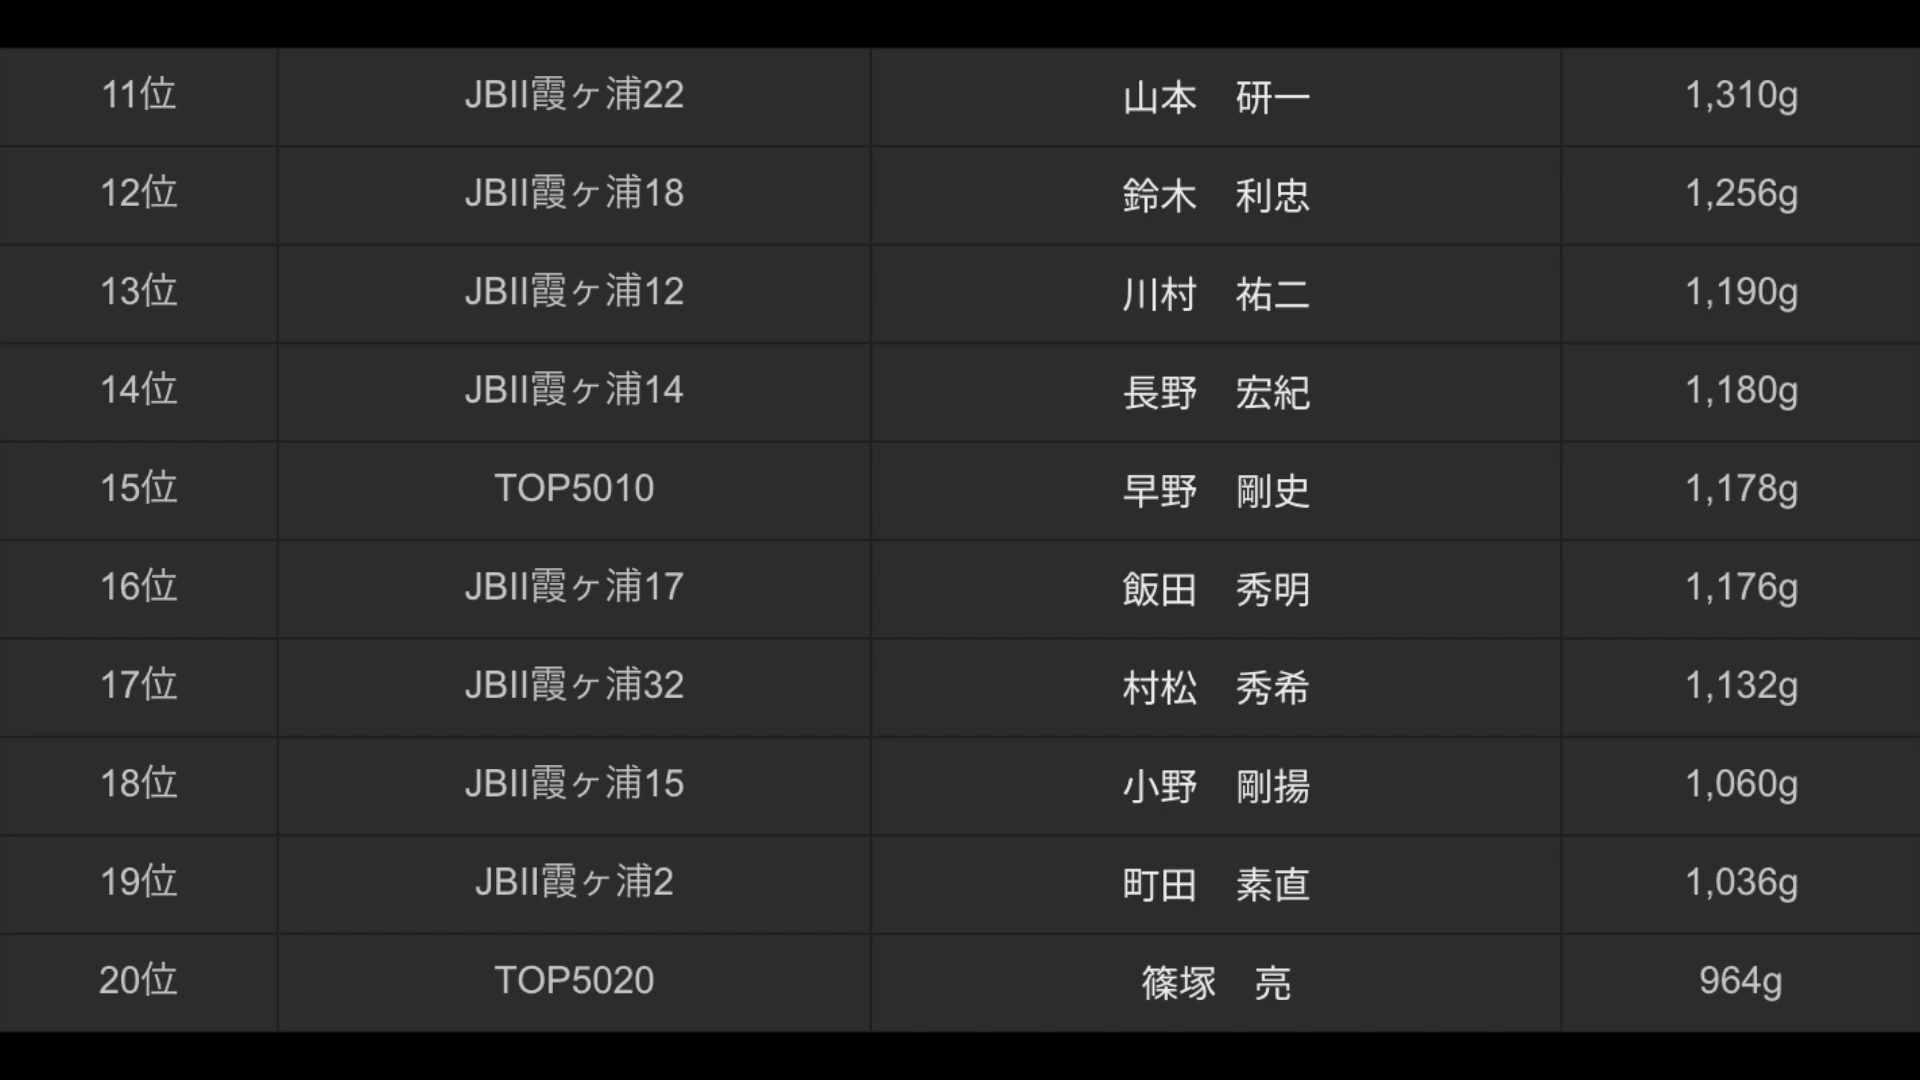 11位 JBII霞ヶ浦22 山本　研一 1,310g
12位 JBII霞ヶ浦18 鈴木　利忠 1,256g
13位 JBII霞ヶ浦12 川村　祐二 1,190g
14位 JBII霞ヶ浦14 長野　宏紀 1,180g
15位 TOP5010 早野　剛史 1,178g
16位 JBII霞ヶ浦17 飯田　秀明 1,176g
17位 JBII霞ヶ浦32 村松　秀希 1,132g
18位 JBII霞ヶ浦15 小野　剛揚 1,060g
19位 JBII霞ヶ浦2 町田　素直 1,036g
20位 TOP5020 篠塚　亮 964g